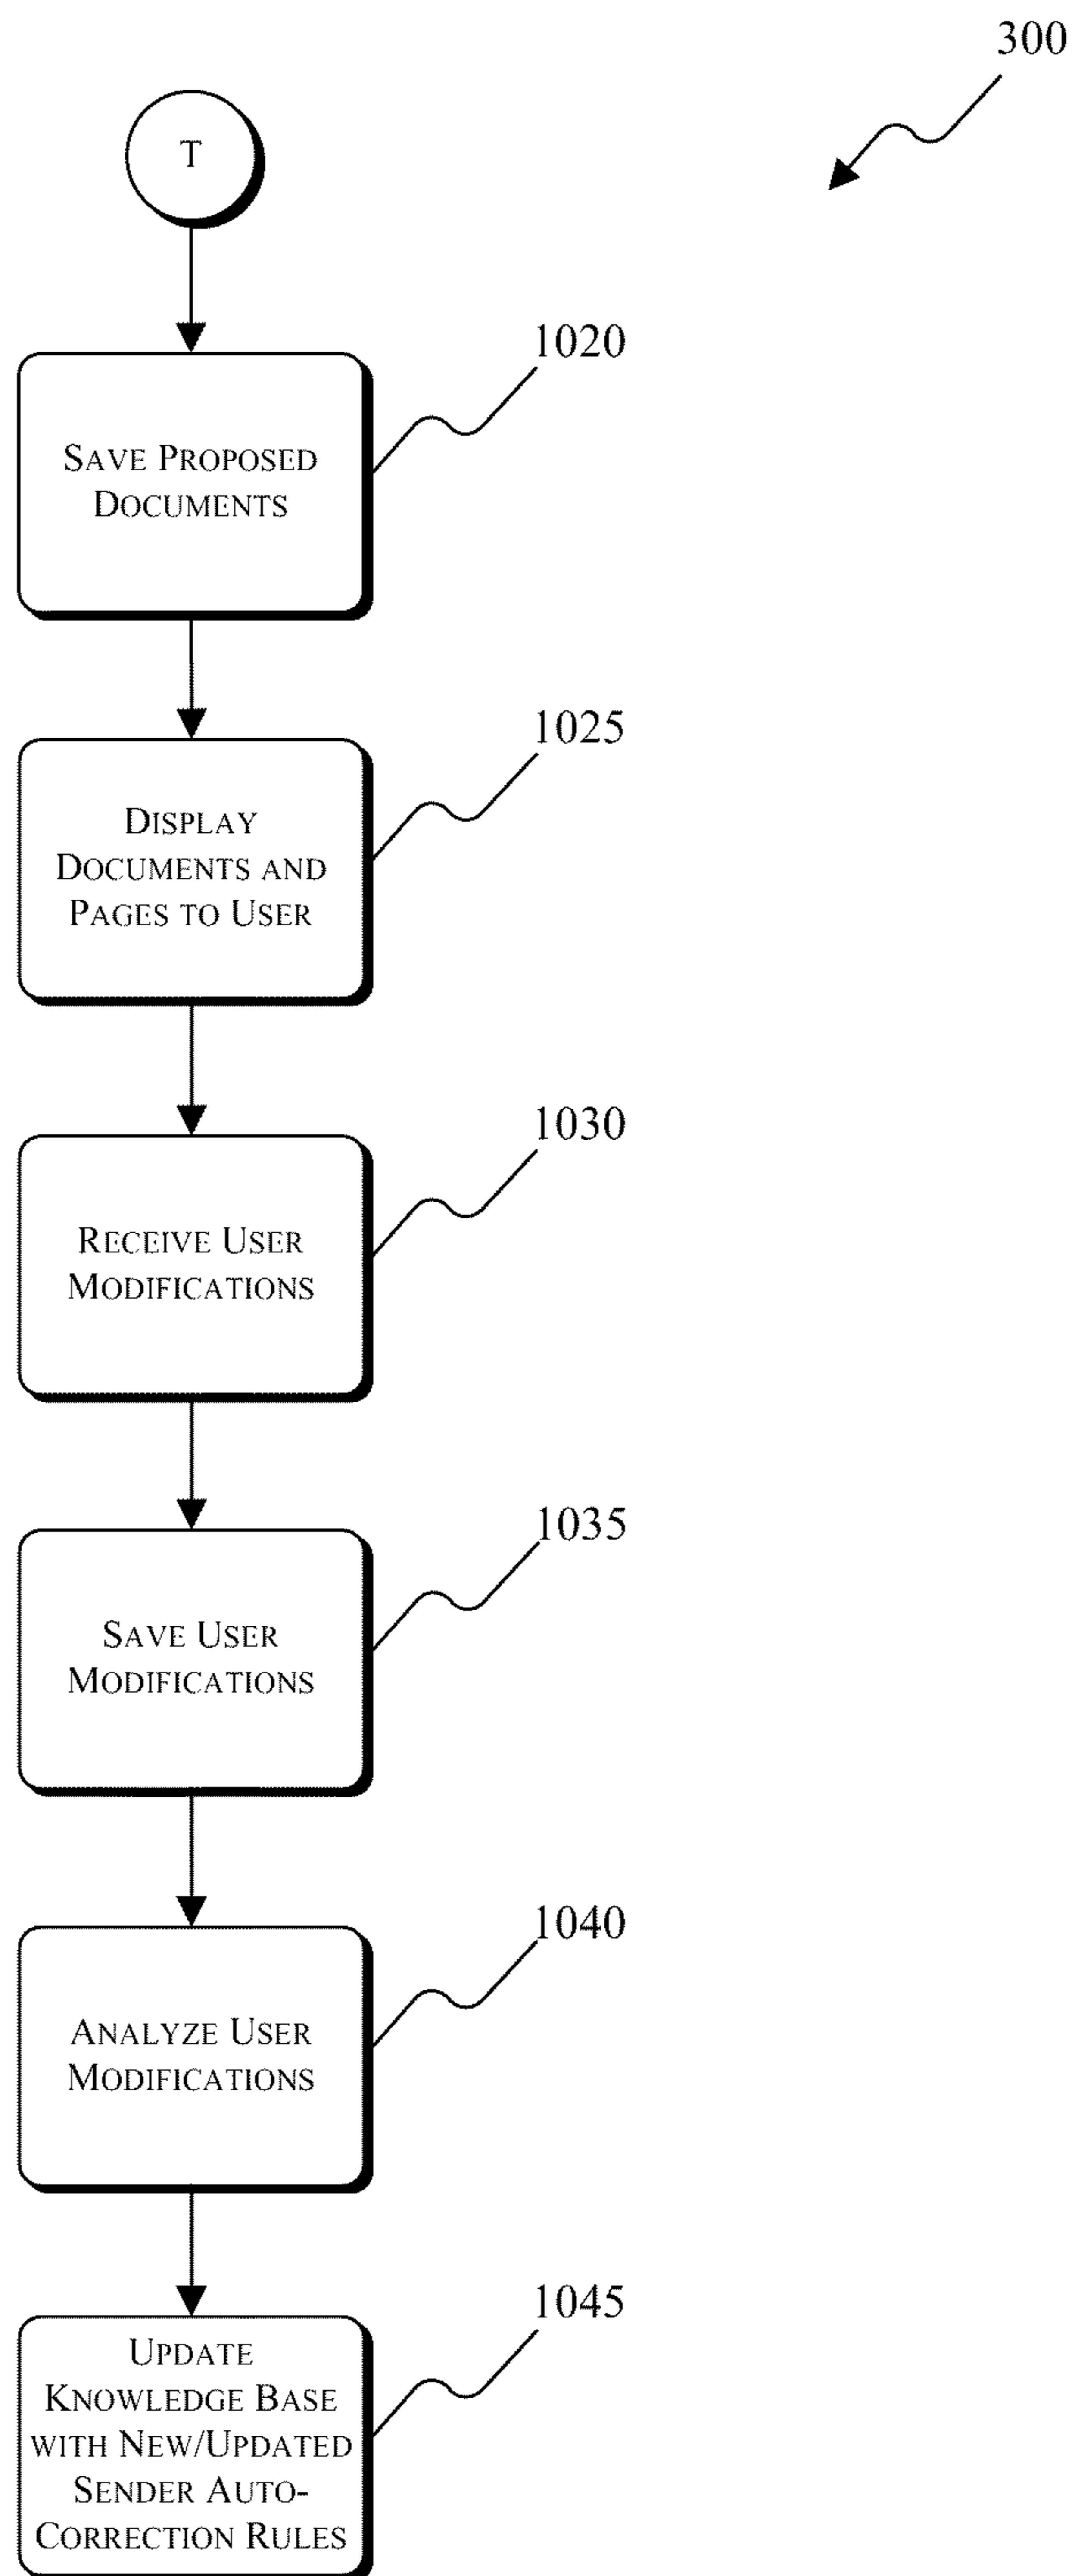 300
T
1020
SAVE PROPOSED
DOCUMENTS
1025
DISPLAY
DOCUMENTS AND
PAGES TO USER
1030
RECEIVE USER
MODIFICATIONS
1035
SAVE USER
MODIFICATIONS
1040
ANALYZE USER
MODIFICATIONS
1045
UPDATE
KNOWLEDGE BASE
WITH NEW/UPDATED
SENDER AUTO-
CORRECTION RULES